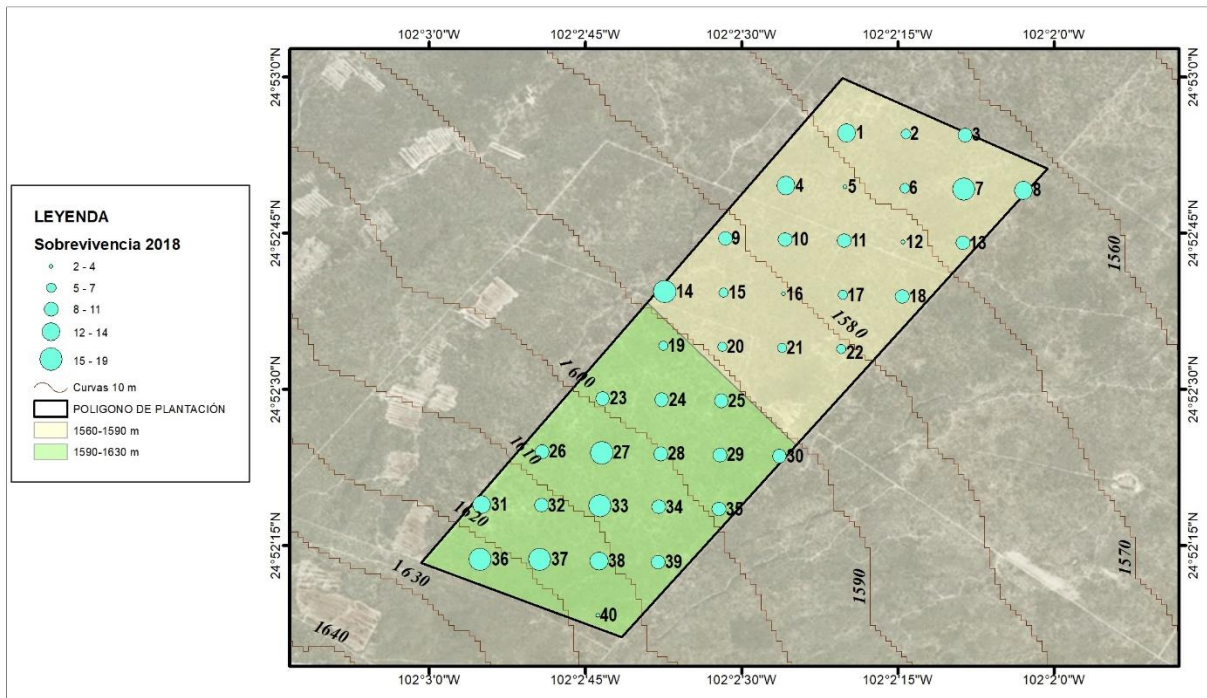 102°3'0"W 102°2'45"W 102°2'30"W 102°2'15"W 102°2'0"W
24°53'0"N 24°53'0"N
1 2 3
4 5 6 7 8
LEYENDA
Sobrevivencia 2018
2 - 4
5 - 7
8 - 11
12 - 14
15 - 19
Curvas 10 m
POLIGONO DE PLANTACIÓN
1560-1590 m
1590-1630 m
24°52'45"N 24°52'45"N
9 10 11 12 13
1560
14 15 16 17 18
1580
19 20 21 22
1600
24°52'30"N 24°52'30"N
23 24 25
1610
26 27 28 29 30
31 32 33 34 35
1620
24°52'15"N 24°52'15"N
36 37 38 39
1630 1590 1570
40
1640
102°3'0"W 102°2'45"W 102°2'30"W 102°2'15"W 102°2'0"W